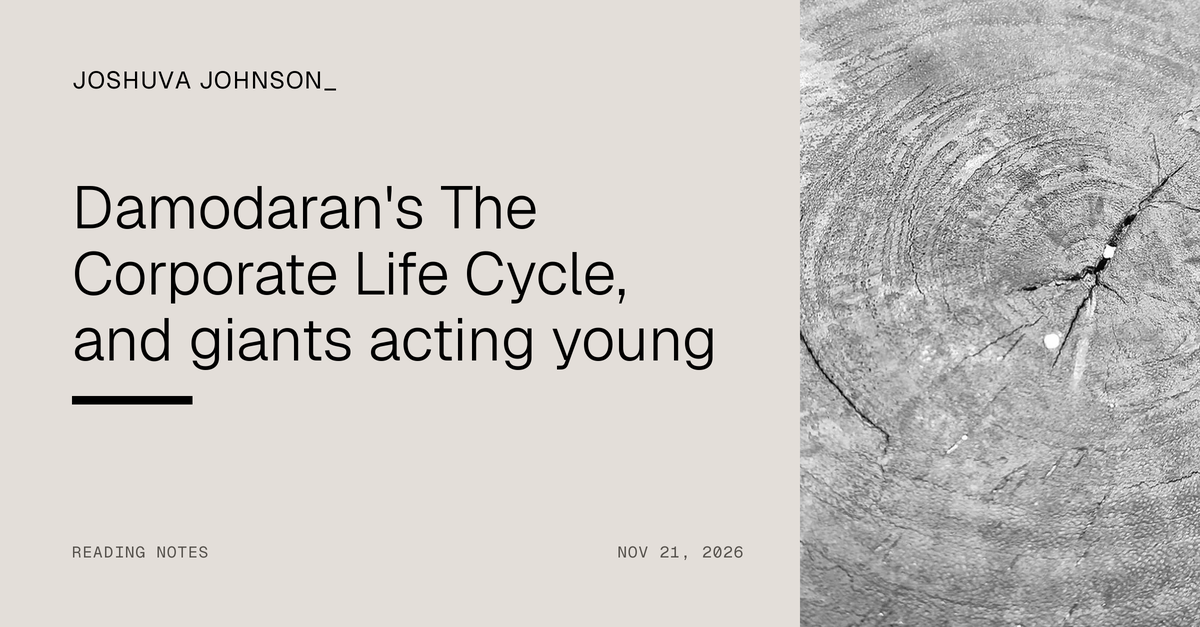 JOSHUVA JOHNSON_
Damodaran's The
Corporate Life Cycle,
and giants acting young
READING NOTES
NOV 21, 2026